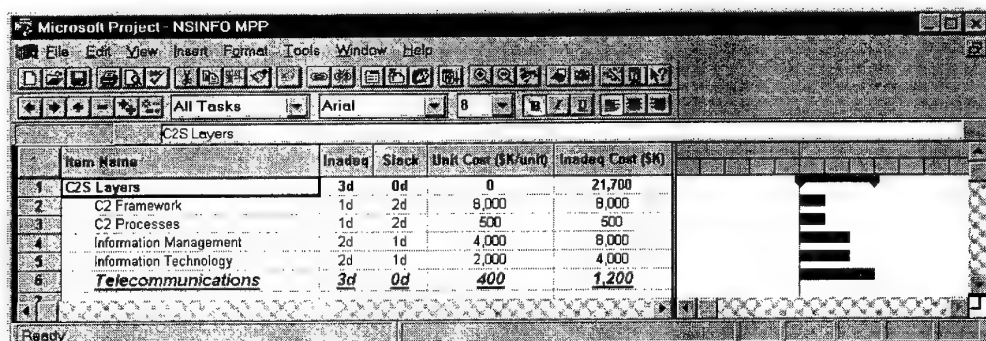 Microsoft Project - NSINFO MPP
File Edit View Insert Format Tools Window Help
All Tasks Arial 8 B I U
C2S Layers
Item Name Inadeq Slack Unit Cost ($K/unit) Inadeq Cost ($K)
1 C2S Layers 3d 0d 0 21,700
2 C2 Framework 1d 2d 8,000 8,000
3 C2 Processes 1d 2d 500 500
4 Information Management 2d 1d 4,000 8,000
5 Information Technology 2d 1d 2,000 4,000
6 Telecommunications 3d 0d 400 1,200
7
Ready